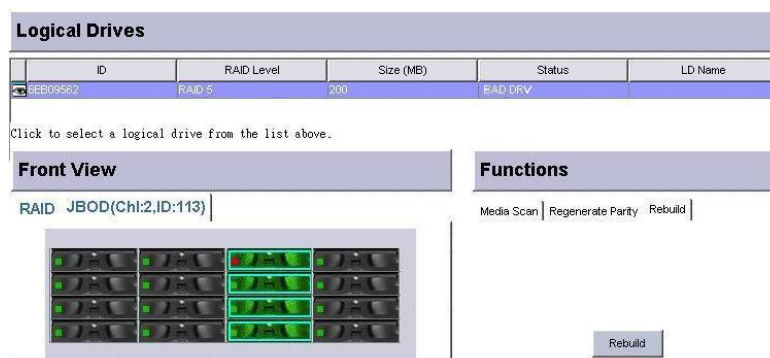 Logical Drives
ID RAID Level Size (MB) Status LD Name
6EB09562 RAID 5 200 BAD DRV
Click to select a logical drive from the list above.
Front View
Functions
RAID JBOD(Chl:2,ID:113)
Media Scan Regenerate Parity Rebuild
Rebuild